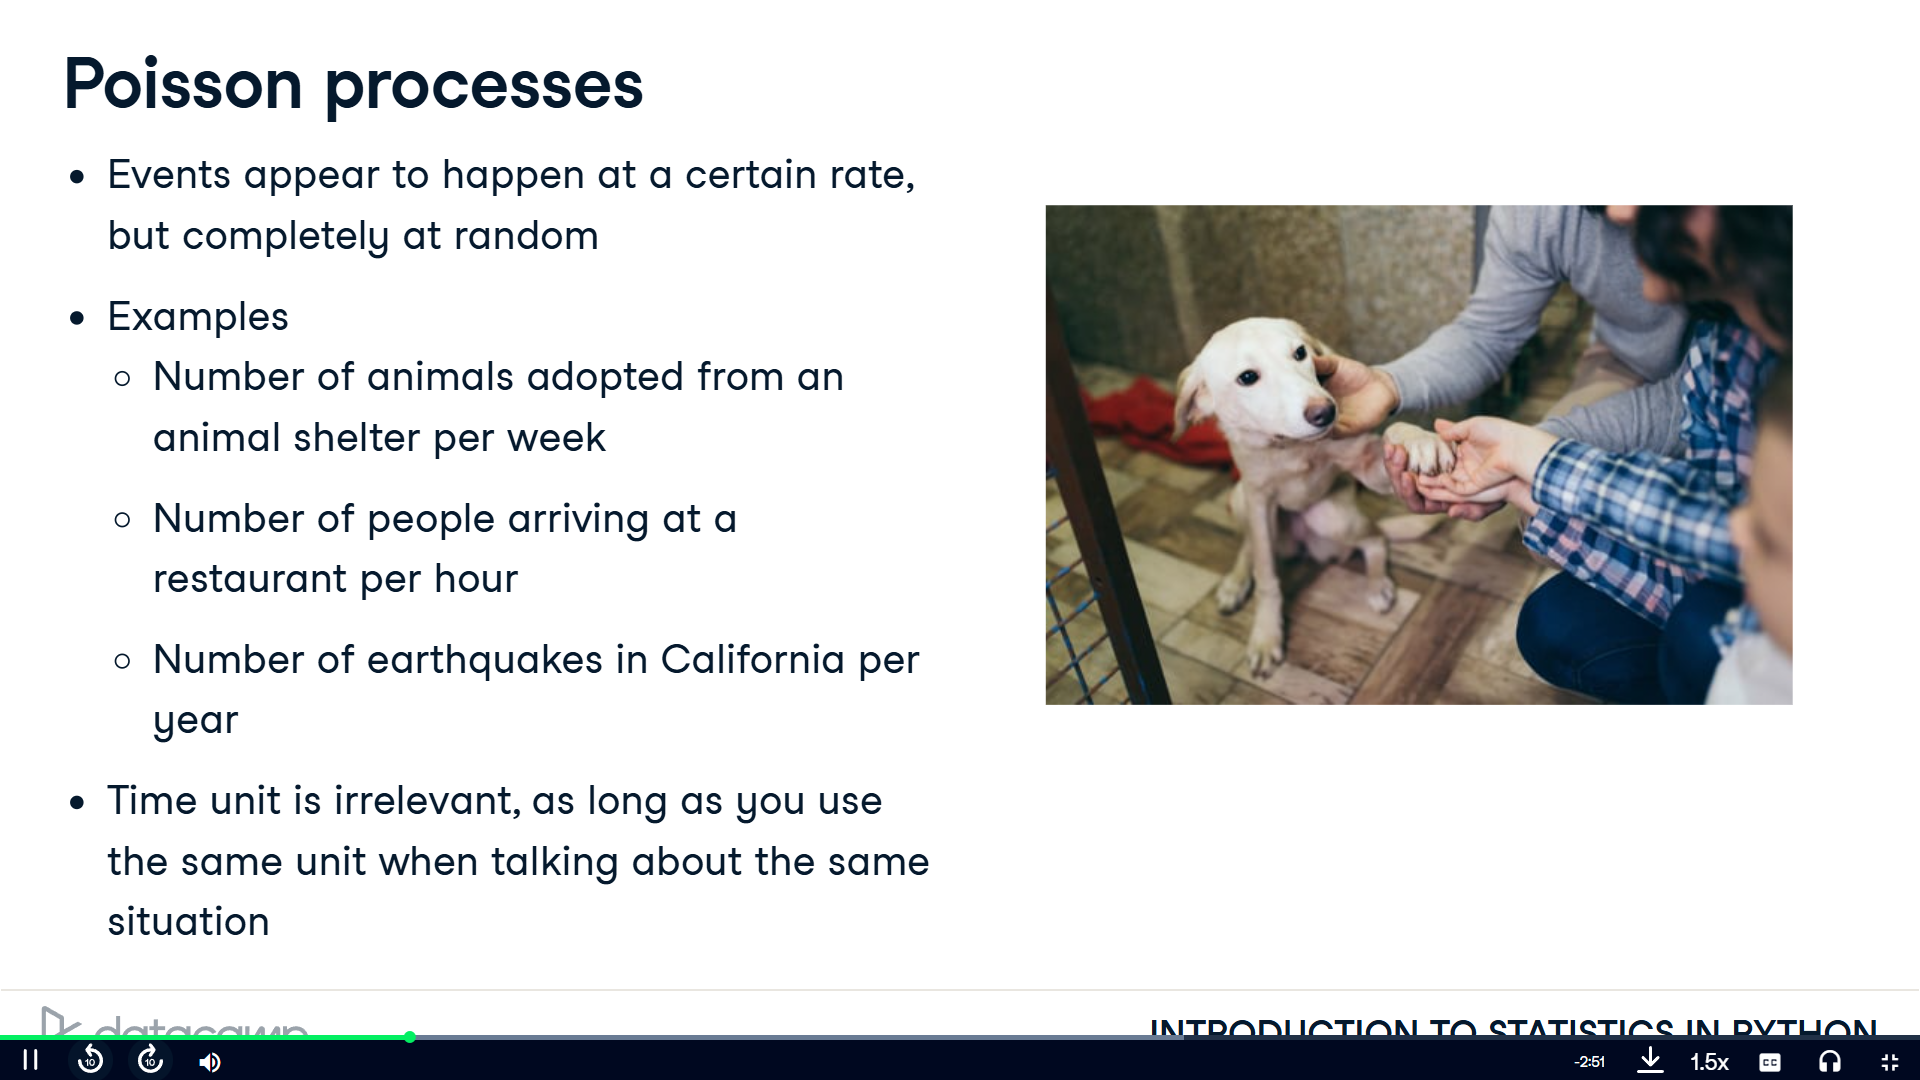 Poisson processes
Events appear to happen at a certain rate,
but completely at random
Examples
Number of animals adopted from an
animal shelter per week
Number of people arriving at a
restaurant per hour
Number of earthquakes in California per
year
Time unit is irrelevant, as long as you use
the same unit when talking about the same
situation
datacamp
INTRODUCTION TO STATISTICS IN PYTHON
10
10
-2:51
1.5x
CC